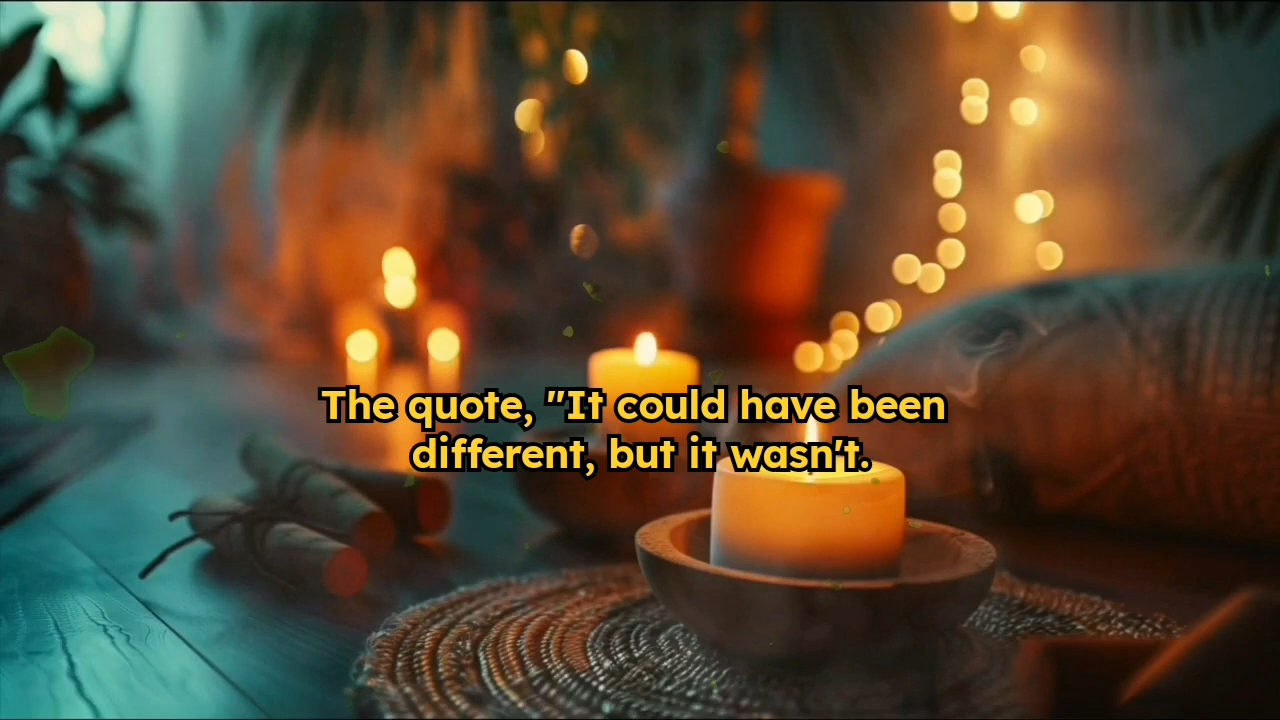 The quote, "It could have been
different, but it wasn't.